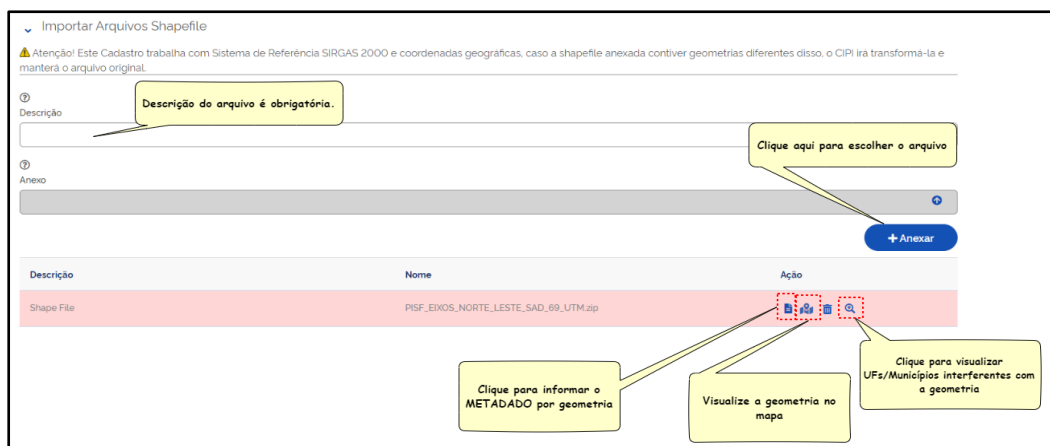 Importar Arquivos Shapefile
Atenção! Este Cadastro trabalha com Sistema de Referência SIRGAS 2000 e coordenadas geográficas, caso a shapefile anexada contiver geometrias diferentes disso, o CIPI irá transformá-la e
manterá o arquivo original.
Descrição do arquivo é obrigatória.
Descrição
Clique aqui para escolher o arquivo
Anexo
+ Anexar
Descrição Nome Ação
Shape File PISF_EIXOS_NORTE_LESTE_SAD_69_UTM.zip
Clique para informar o
METADADO por geometria
Visualize a geometria no
mapa
Clique para visualizar
UFs/Municípios interferentes com
a geometria